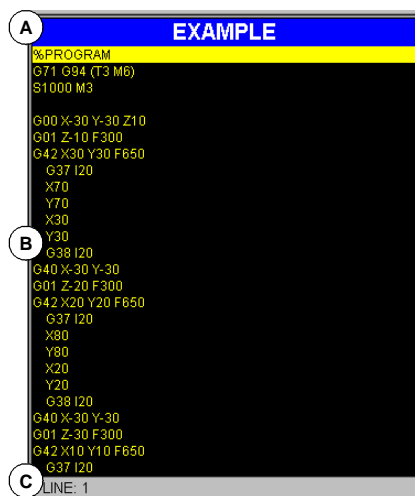 A
EXAMPLE
%PROGRAM
G71 G94 (T3 M6)
S1000 M3
G00 X-30 Y-30 Z10
G01 Z-10 F300
G42 X30 Y30 F650
G37 I20
X70
Y70
X30
Y30
B
G38 I20
G40 X-30 Y-30
G01 Z-20 F300
G42 X20 Y20 F650
G37 I20
X80
Y80
X20
Y20
G38 I20
G40 X-30 Y-30
G01 Z-30 F300
G42 X10 Y10 F650
G37 I20
C
LINE: 1